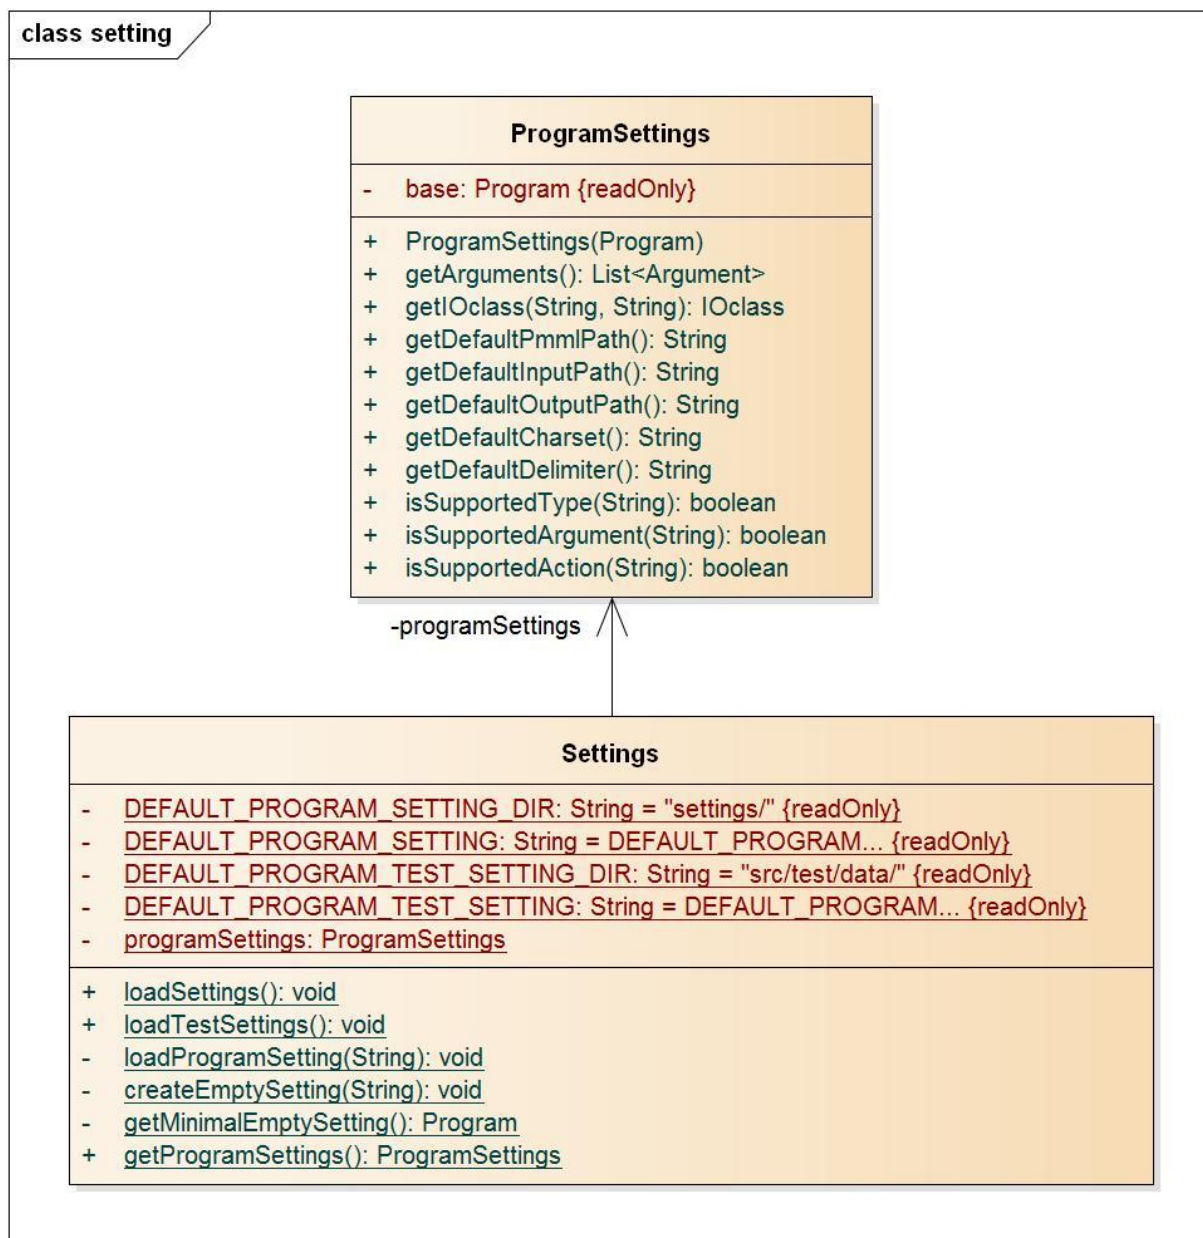 class setting
ProgramSettings
- base: Program {readOnly}
+ ProgramSettings(Program)
+ getArguments(): List<Argument>
+ getIOclass(String, String): IOclass
+ getDefaultPmmlPath(): String
+ getDefaultInputPath(): String
+ getDefaultOutputPath(): String
+ getDefaultCharset(): String
+ getDefaultDelimiter(): String
+ isSupportedType(String): boolean
+ isSupportedArgument(String): boolean
+ isSupportedAction(String): boolean
-programSettings
Settings
- DEFAULT_PROGRAM_SETTING_DIR: String = "settings/" {readOnly}
- DEFAULT_PROGRAM_SETTING: String = DEFAULT_PROGRAM... {readOnly}
- DEFAULT_PROGRAM_TEST_SETTING_DIR: String = "src/test/data/" {readOnly}
- DEFAULT_PROGRAM_TEST_SETTING: String = DEFAULT_PROGRAM... {readOnly}
- programSettings: ProgramSettings
+ loadSettings(): void
+ loadTestSettings(): void
- loadProgramSetting(String): void
- createEmptySetting(String): void
- getMinimalEmptySetting(): Program
+ getProgramSettings(): ProgramSettings